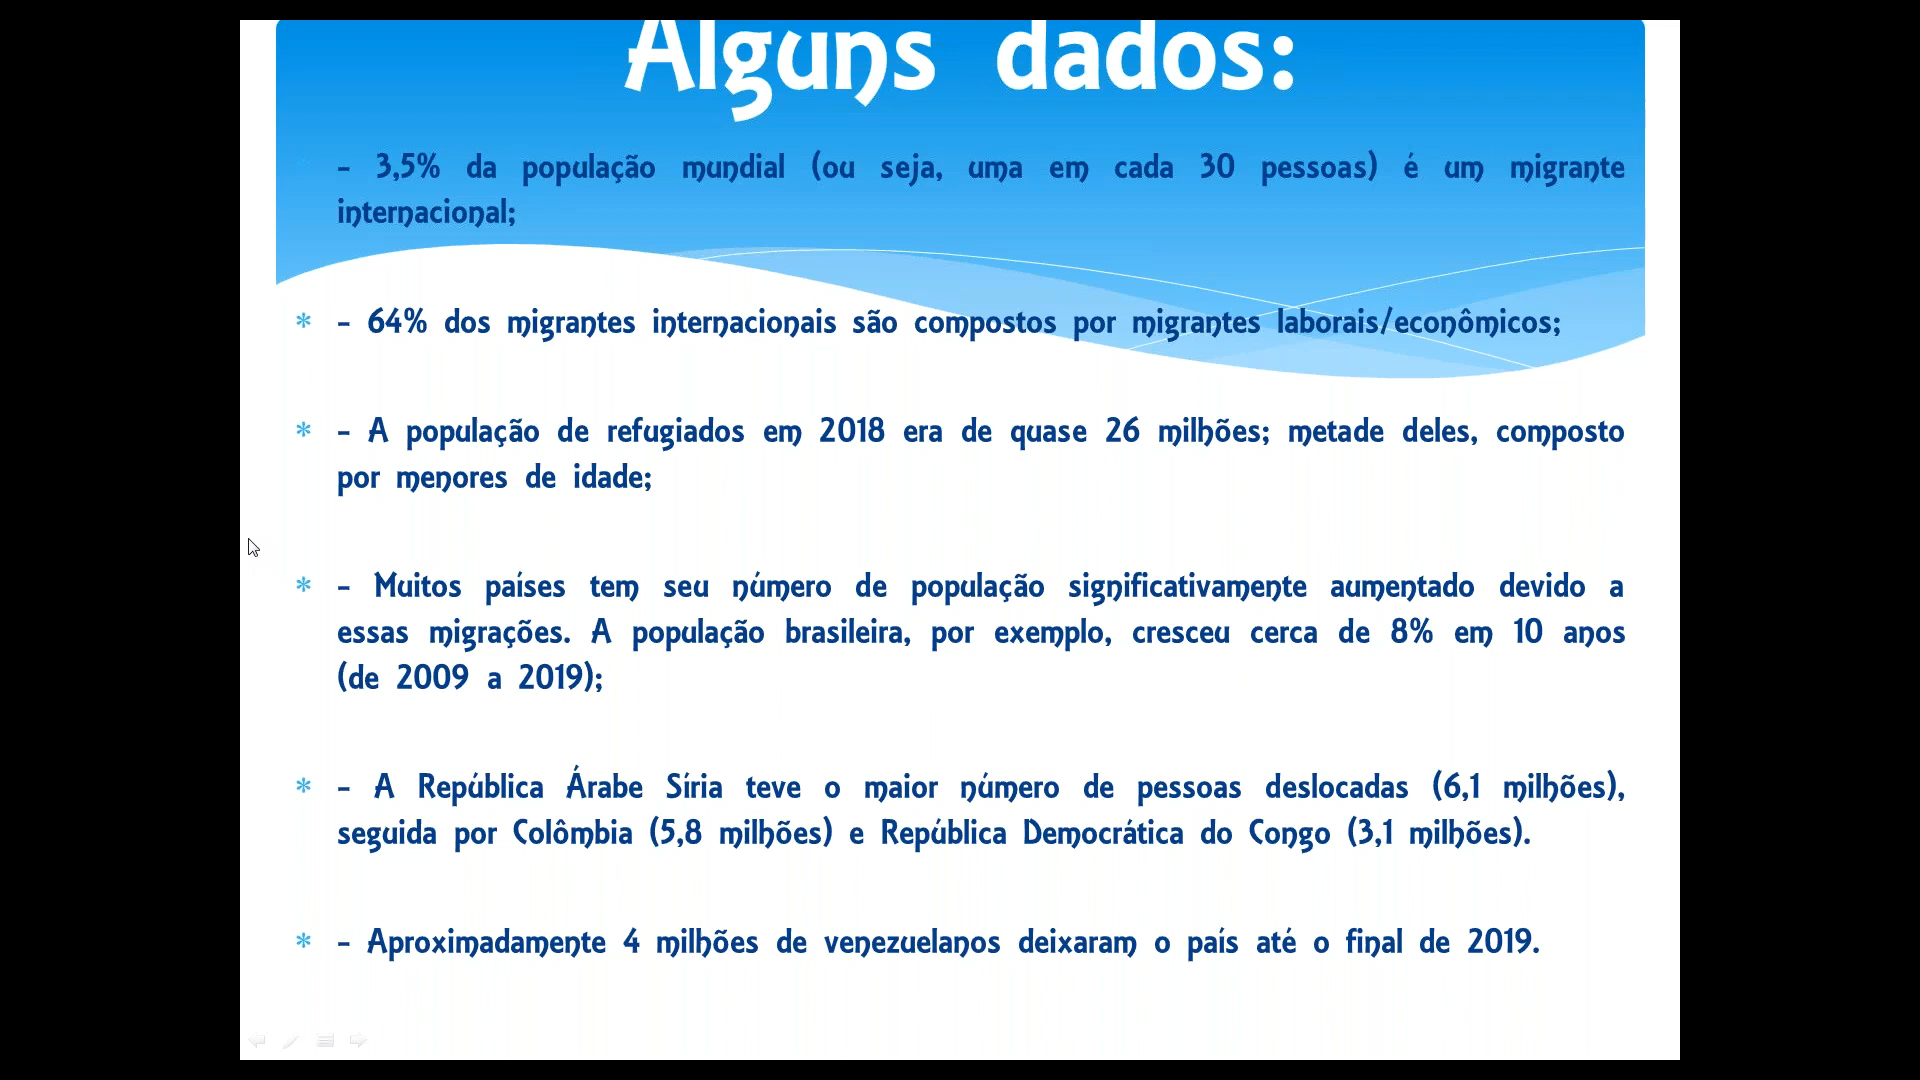 Alguns dados:
- 3,5% da população mundial (ou seja, uma em cada 30 pessoas) é um migrante
internacional;
* - 64% dos migrantes internacionais são compostos por migrantes laborais/econômicos;
* - A população de refugiados em 2018 era de quase 26 milhões; metade deles, composto
por menores de idade;
* - Muitos países tem seu número de população significativamente aumentado devido a
essas migrações. A população brasileira, por exemplo, cresceu cerca de 8% em 10 anos
(de 2009 a 2019);
* - A República Árabe Síria teve o maior número de pessoas deslocadas (6,1 milhões),
seguida por Colômbia (5,8 milhões) e República Democrática do Congo (3,1 milhões).
* - Aproximadamente 4 milhões de venezuelanos deixaram o país até o final de 2019.